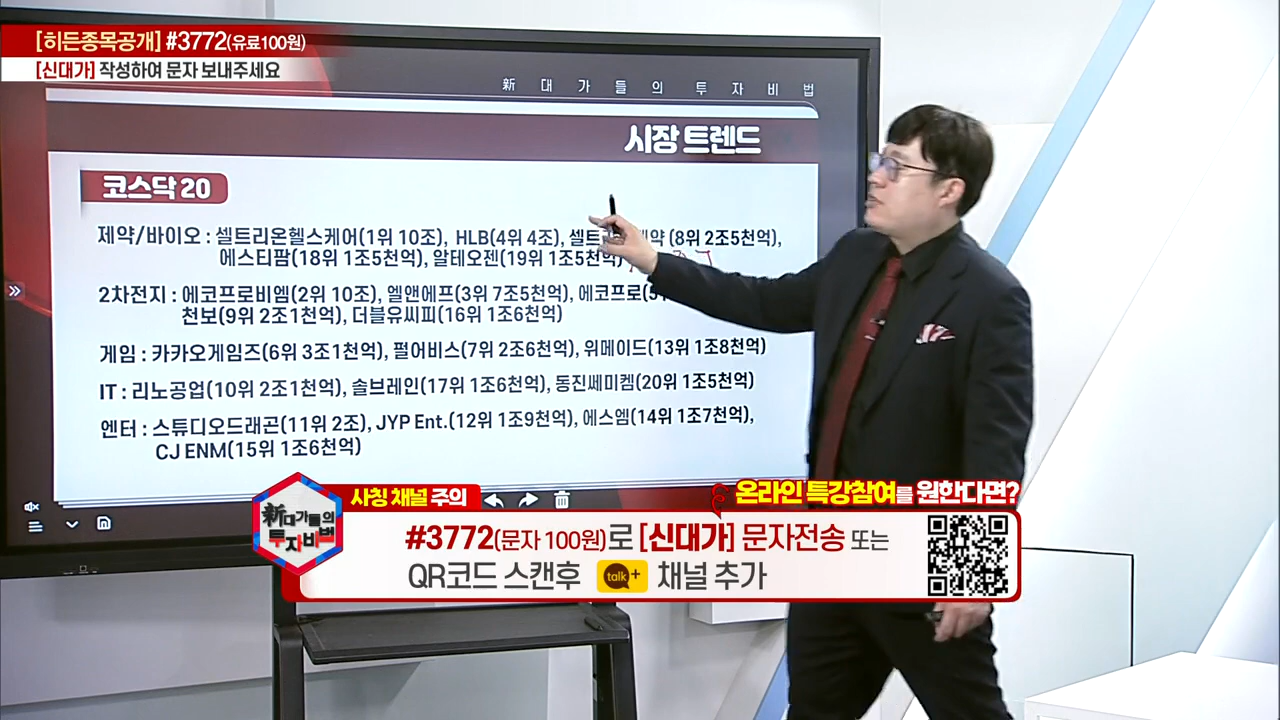 [히든종목공개] #3772(유료100원)
[신대가] 작성하여 문자 보내주세요
新 대 가 들 의 투 자 비 법
시장 트렌드
코스닥 20
제약/바이오 : 셀트리온헬스케어(1위 10조), HLB(4위 4조), 셀트 제약 (8위 2조5천억),
에스티팜(18위 1조5천억), 알테오젠(19위 1조5천억)
2차전지 : 에코프로비엠(2위 10조), 엘앤에프(3위 7조5천억), 에코프로(5위
천보(9위 2조1천억), 더블유씨피(16위 1조6천억)
게임 : 카카오게임즈(6위 3조1천억), 펄어비스(7위 2조6천억), 위메이드(13위 1조8천억)
IT : 리노공업(10위 2조1천억), 솔브레인(17위 1조6천억), 동진쎄미켐(20위 1조5천억)
엔터 : 스튜디오드래곤(11위 2조), JYP Ent.(12위 1조9천억), 에스엠(14위 1조7천억),
CJ ENM(15위 1조6천억)
사칭 채널 주의
온라인 특강참여를 원한다면?
新대가들의
투자비법
#3772(문자 100원)로 [신대가] 문자전송 또는
QR코드 스캔후 talk+ 채널 추가